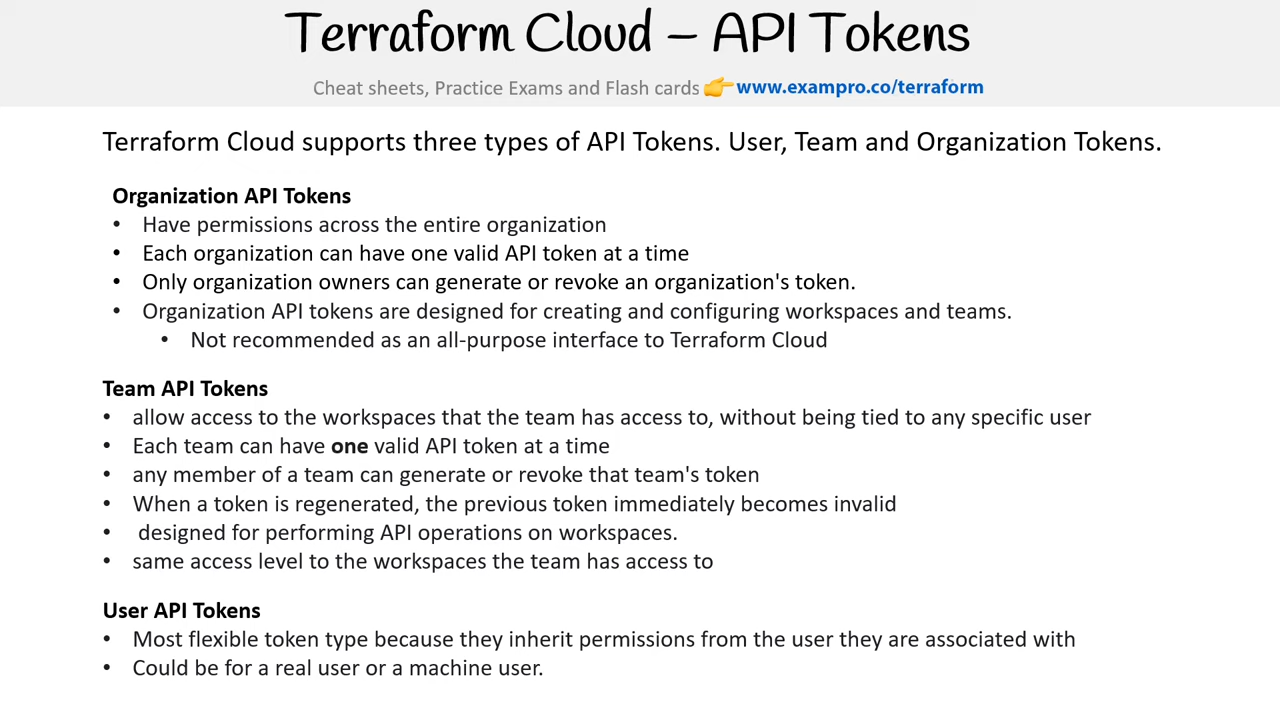 Terraform Cloud – API Tokens
Cheat sheets, Practice Exams and Flash cards 👉 www.exampro.co/terraform
Terraform Cloud supports three types of API Tokens. User, Team and Organization Tokens.
Organization API Tokens
• Have permissions across the entire organization
• Each organization can have one valid API token at a time
• Only organization owners can generate or revoke an organization's token.
• Organization API tokens are designed for creating and configuring workspaces and teams.
• Not recommended as an all-purpose interface to Terraform Cloud
Team API Tokens
• allow access to the workspaces that the team has access to, without being tied to any specific user
• Each team can have one valid API token at a time
• any member of a team can generate or revoke that team's token
• When a token is regenerated, the previous token immediately becomes invalid
• designed for performing API operations on workspaces.
• same access level to the workspaces the team has access to
User API Tokens
• Most flexible token type because they inherit permissions from the user they are associated with
• Could be for a real user or a machine user.